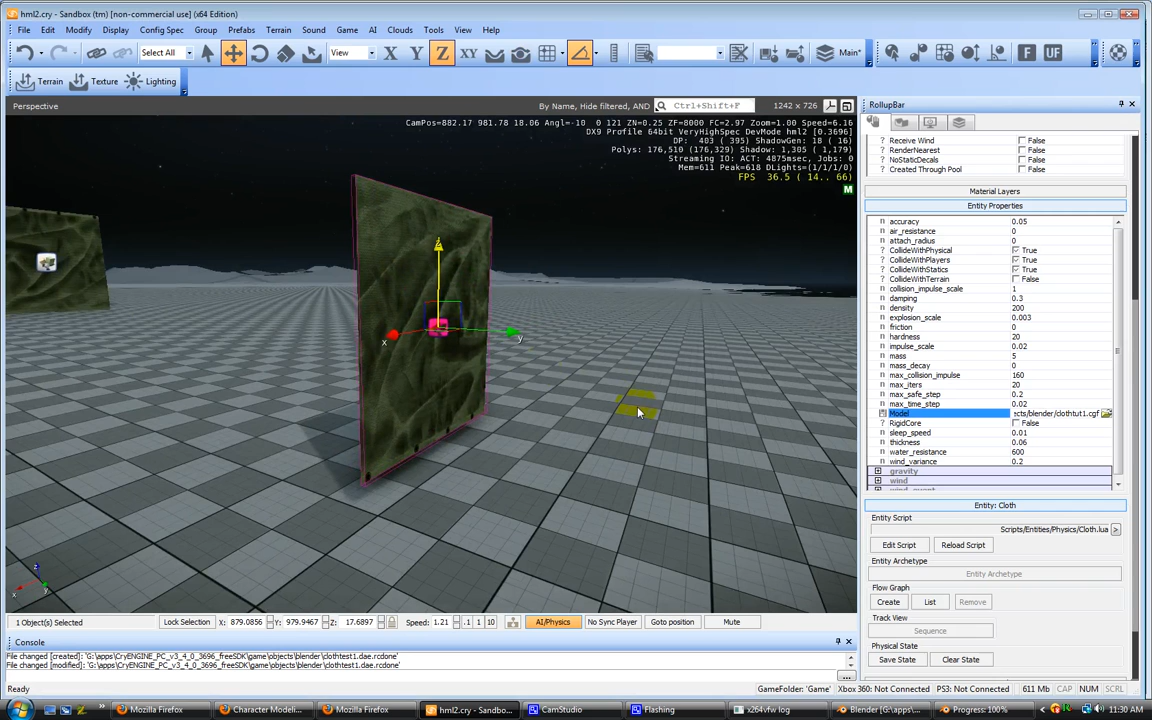 hml2.cry - Sandbox (tm) [non-commercial use] (x64 Edition)
File Edit Modify Display Config Spec Group Prefabs Terrain Sound Game AI Clouds Tools View Help
Select All View X Y Z XY Main* F UF
Terrain Texture Lighting
Perspective By Name, Hide filtered, AND Ctrl+Shift+F 1242 x 726
CamPos=882.17 981.78 18.06 Angl=-10 0 121 ZN=0.25 ZF=8000 FC=2.97 Zoom=1.00 Speed=6.16
DX9 Profile 64bit VeryHighSpec DevMode hml2 [0.3696]
DP: 403 ( 395) ShadowGen: 18 ( 16)
Polys: 176,510 (176,329) Shadow: 1,305 ( 1,179)
Streaming IO: ACT: 4875msec, Jobs: 0
Mem=611 Peak=618 DLights=(1/1/1/0)
FPS 36.5 ( 14.. 66)
M
z
x
y
z
x
y
RollupBar
Receive Wind False
RenderNearest False
NoStaticDecals False
Created Through Pool False
Material Layers
Entity Properties
accuracy 0.05
air_resistance 0
attach_radius 0
CollideWithPhysical True
CollideWithPlayers True
CollideWithStatics True
CollideWithTerrain False
collision_impulse_scale 1
damping 0.3
density 200
explosion_scale 0.003
friction 0
hardness 20
impulse_scale 0.02
mass 5
mass_decay 0
max_collision_impulse 160
max_iters 20
max_safe_step 0.2
max_time_step 0.02
Model :cts/blender/clothtut1.cgf
RigidCore False
sleep_speed 0.01
thickness 0.06
water_resistance 600
wind_variance 0.2
gravity
wind
Entity: Cloth
Entity Script
Scripts/Entities/Physics/Cloth.lua >
Edit Script Reload Script
Entity Archetype
Entity Archetype
Flow Graph
Create List Remove
Track View
Sequence
Physical State
Save State Clear State
1 Object(s) Selected Lock Selection X: 879.0856 Y: 979.9467 Z: 17.6897 Speed: 1.21 .1 1 10 AI/Physics No Sync Player Goto position Mute
Console
File changed [created]: 'G:\apps\CryENGINE_PC_v3_4_0_3696_freeSDK\game\objects\blender\clothtest1.dae.rcdone'
File changed [modified]: 'G:\apps\CryENGINE_PC_v3_4_0_3696_freeSDK\game\objects\blender\clothtest1.dae.rcdone'
Ready GameFolder: 'Game' Xbox 360: Not Connected PS3: Not Connected 611 Mb CAP NUM SCRL
Mozilla Firefox Character Modeli... Mozilla Firefox hml2.cry - Sandbo... CamStudio Flashing x264vfw log Blender [G:\apps\... Progress: 100% 11:30 AM